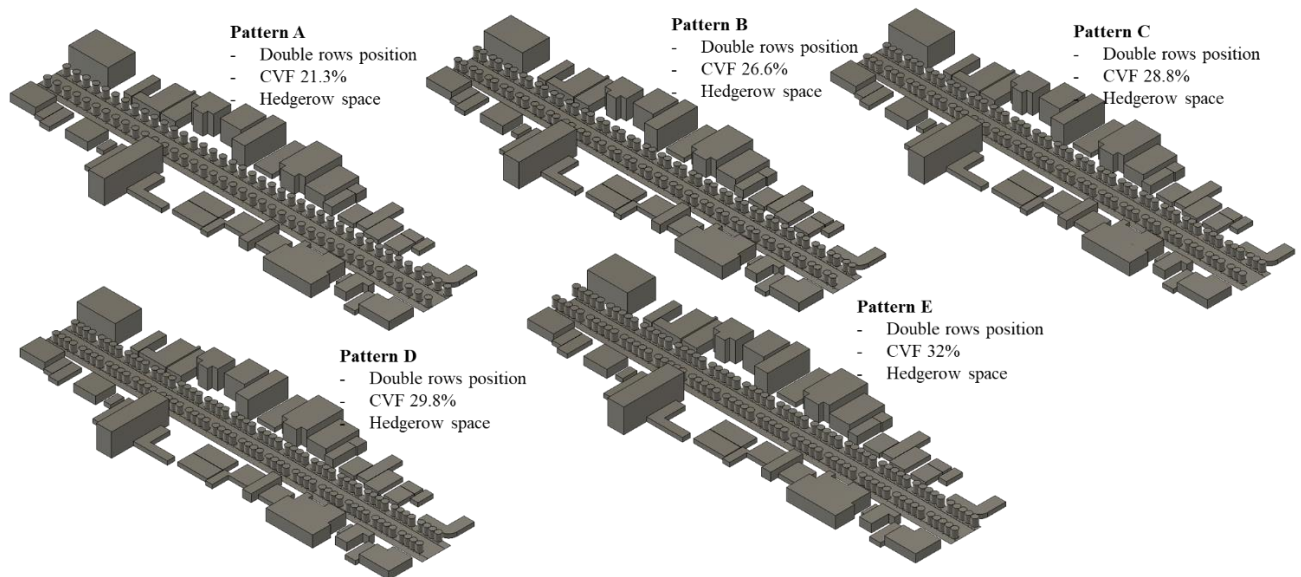 Pattern A
- Double rows position
- CVF 21.3%
- Hedgerow space
Pattern B
- Double rows position
- CVF 26.6%
- Hedgerow space
Pattern C
- Double rows position
- CVF 28.8%
- Hedgerow space
Pattern D
- Double rows position
- CVF 29.8%
- Hedgerow space
Pattern E
- Double rows position
- CVF 32%
- Hedgerow space